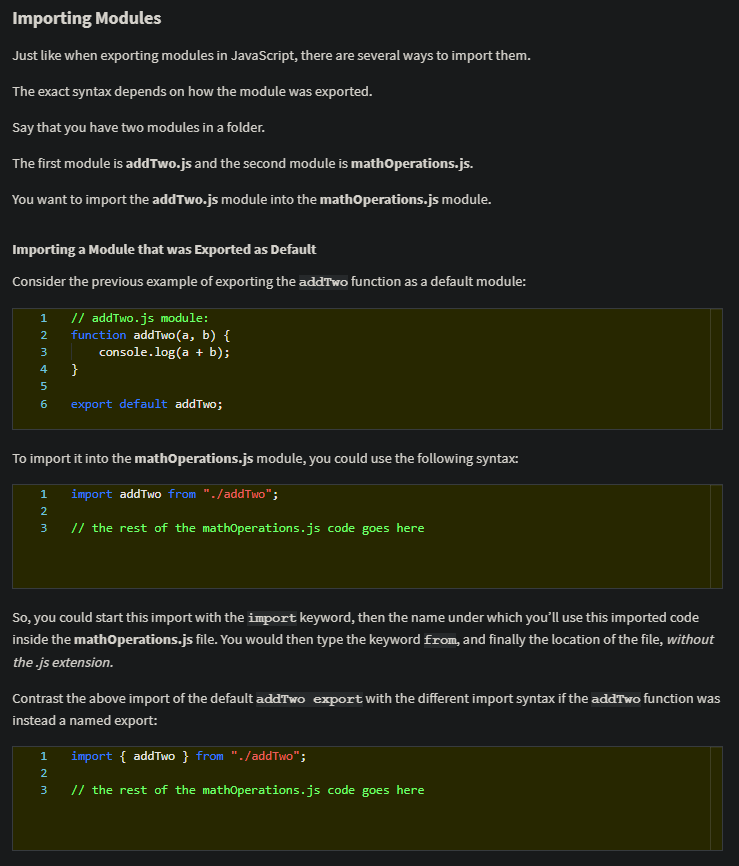 Importing Modules
Just like when exporting modules in JavaScript, there are several ways to import them.
The exact syntax depends on how the module was exported.
Say that you have two modules in a folder.
The first module is addTwo.js and the second module is mathOperations.js.
You want to import the addTwo.js module into the mathOperations.js module.
Importing a Module that was Exported as Default
Consider the previous example of exporting the addTwo function as a default module:
1 // addTwo.js module:
2 function addTwo(a, b) {
3     console.log(a + b);
4 }
5
6 export default addTwo;
To import it into the mathOperations.js module, you could use the following syntax:
1 import addTwo from "./addTwo";
2
3 // the rest of the mathOperations.js code goes here
So, you could start this import with the import keyword, then the name under which you’ll use this imported code
inside the mathOperations.js file. You would then type the keyword from, and finally the location of the file, without
the .js extension.
Contrast the above import of the default addTwo export with the different import syntax if the addTwo function was
instead a named export:
1 import { addTwo } from "./addTwo";
2
3 // the rest of the mathOperations.js code goes here